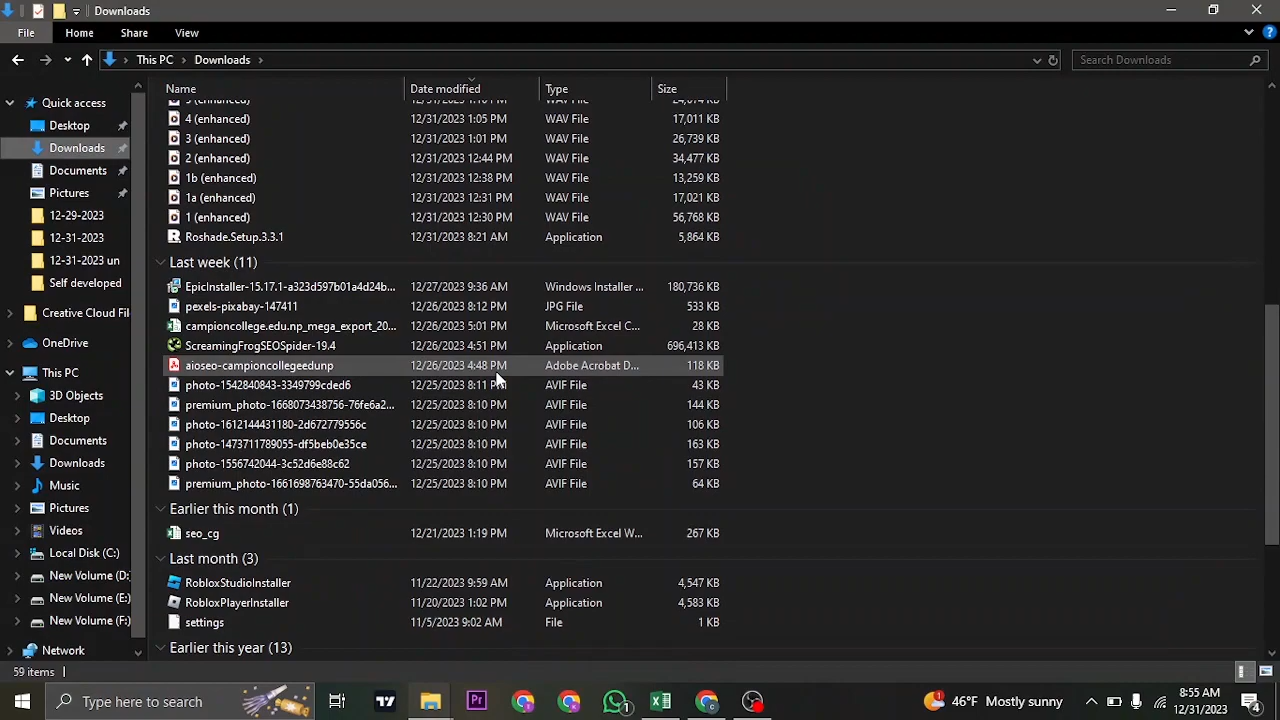 Downloads
File Home Share View
This PC Downloads Search Downloads
Name Date modified Type Size
Quick access
Desktop
Downloads
Documents
Pictures
12-29-2023
12-31-2023
12-31-2023 un
Self developed
Creative Cloud Fil
OneDrive
This PC
3D Objects
Desktop
Documents
Downloads
Music
Pictures
Videos
Local Disk (C:)
New Volume (D:
New Volume (E:)
New Volume (F:)
Network
4 (enhanced) 12/31/2023 1:05 PM WAV File 17,011 KB
3 (enhanced) 12/31/2023 1:01 PM WAV File 26,739 KB
2 (enhanced) 12/31/2023 12:44 PM WAV File 34,477 KB
1b (enhanced) 12/31/2023 12:38 PM WAV File 13,259 KB
1a (enhanced) 12/31/2023 12:31 PM WAV File 17,021 KB
1 (enhanced) 12/31/2023 12:30 PM WAV File 56,768 KB
Roshade.Setup.3.3.1 12/31/2023 8:21 AM Application 5,864 KB
Last week (11)
EpicInstaller-15.17.1-a323d597b01a4d24b... 12/27/2023 9:36 AM Windows Installer ... 180,736 KB
pexels-pixabay-147411 12/26/2023 8:12 PM JPG File 533 KB
campioncollege.edu.np_mega_export_20... 12/26/2023 5:01 PM Microsoft Excel C... 28 KB
ScreamingFrogSEOSpider-19.4 12/26/2023 4:51 PM Application 696,413 KB
aioseo-campioncollegeedunp 12/26/2023 4:48 PM Adobe Acrobat D... 118 KB
photo-1542840843-3349799cded6 12/25/2023 8:11 PM AVIF File 43 KB
premium_photo-1668073438756-76fe6a2... 12/25/2023 8:10 PM AVIF File 144 KB
photo-1612144431180-2d672779556c 12/25/2023 8:10 PM AVIF File 106 KB
photo-1473711789055-df5beb0e35ce 12/25/2023 8:10 PM AVIF File 163 KB
photo-1556742044-3c52d6e88c62 12/25/2023 8:10 PM AVIF File 157 KB
premium_photo-1661698763470-55da056... 12/25/2023 8:10 PM AVIF File 64 KB
Earlier this month (1)
seo_cg 12/21/2023 1:19 PM Microsoft Excel W... 267 KB
Last month (3)
RobloxStudioInstaller 11/22/2023 9:59 AM Application 4,547 KB
RobloxPlayerInstaller 11/20/2023 1:02 PM Application 4,583 KB
settings 11/5/2023 9:02 AM File 1 KB
Earlier this year (13)
59 items
Type here to search
46°F Mostly sunny
8:55 AM
12/31/2023